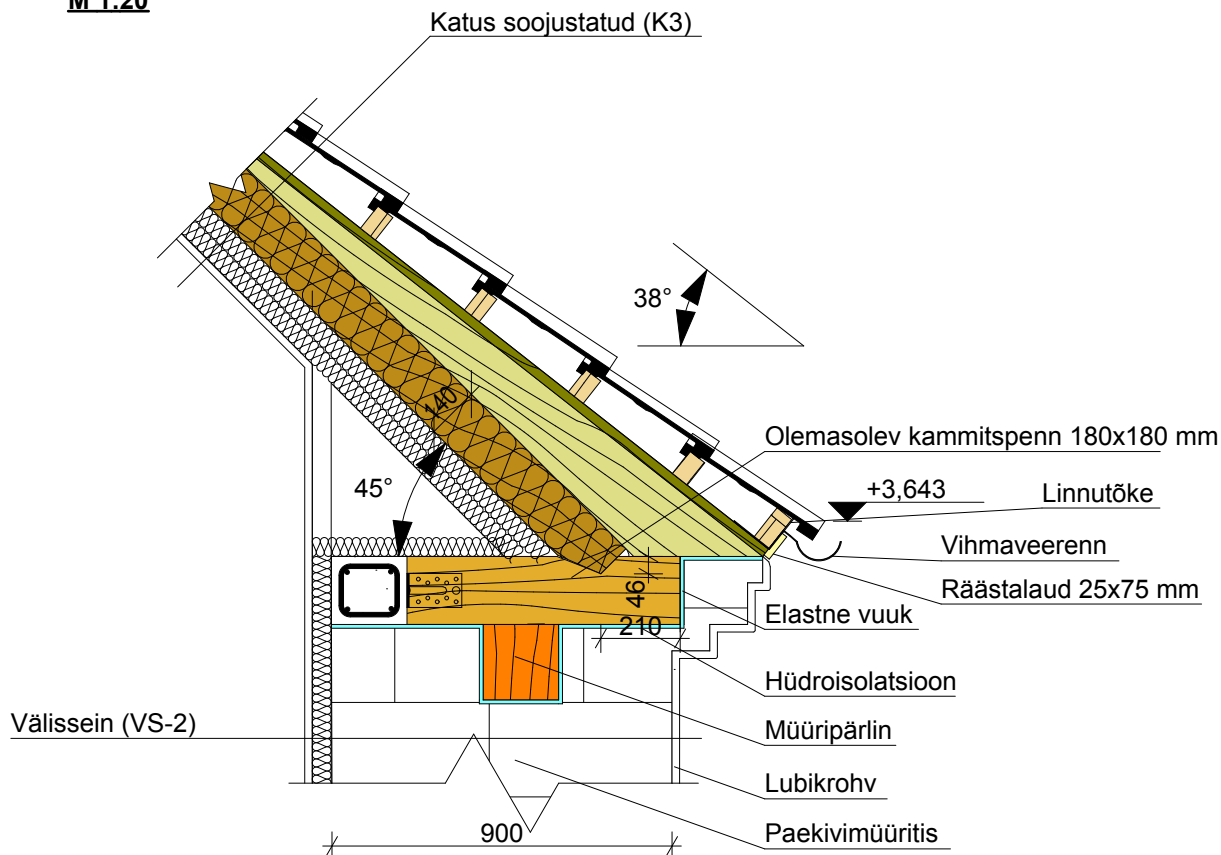 M 1:20
Katus soojustatud (K3)
38°
140
Olemasolev kammitspenn 180x180 mm
45°
+3,643
Linnutõke
Vihmaveerenn
46
Räästalaud 25x75 mm
210
Elastne vuuk
Hüdroisolatsioon
Välissein (VS-2)
Müüripärlin
Lubikrohv
900
Paekivimüüritis